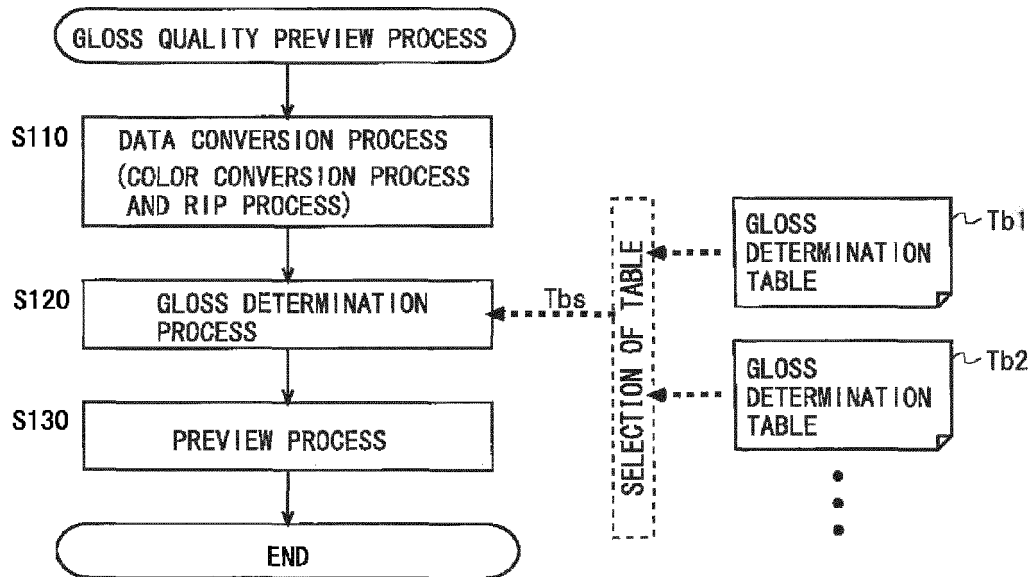 GLOSS QUALITY PREVIEW PROCESS
S110
DATA CONVERSION PROCESS
(COLOR CONVERSION PROCESS
AND RIP PROCESS)
S120
GLOSS DETERMINATION
PROCESS
Tbs
SELECTION OF TABLE
GLOSS
DETERMINATION
TABLE
Tb1
GLOSS
DETERMINATION
TABLE
Tb2
S130
PREVIEW PROCESS
END